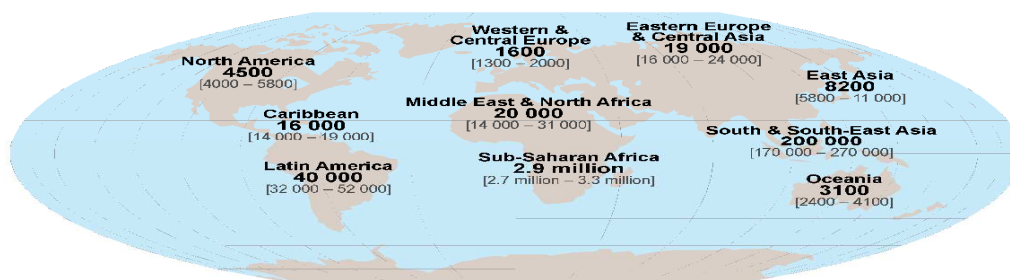 Western &
Central Europe
1600
[1300 – 2000]
Eastern Europe
& Central Asia
19 000
[16 000 – 24 000]
North America
4500
[4000 – 5800]
East Asia
8200
[5800 – 11 000]
Middle East & North Africa
20 000
[14 000 – 31 000]
Caribbean
16 000
[14 000 – 19 000]
South & South-East Asia
200 000
[170 000 – 270 000]
Latin America
40 000
[32 000 – 52 000]
Sub-Saharan Africa
2.9 million
[2.7 million – 3.3 million]
Oceania
3100
[2400 – 4100]